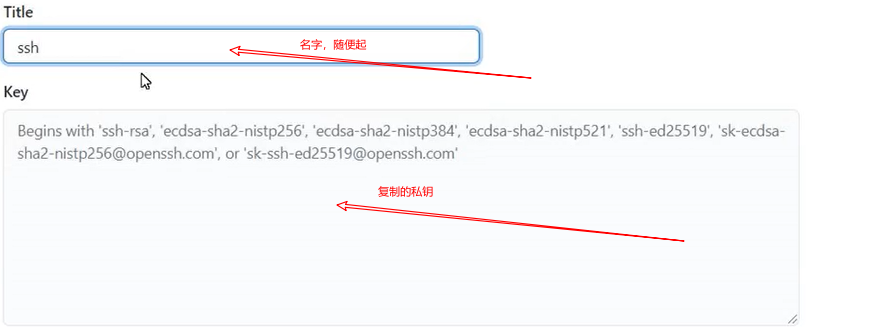 Title
ssh
名字，随便起
Key
Begins with 'ssh-rsa', 'ecdsa-sha2-nistp256', 'ecdsa-sha2-nistp384', 'ecdsa-sha2-nistp521', 'ssh-ed25519', 'sk-ecdsa-
sha2-nistp256@openssh.com', or 'sk-ssh-ed25519@openssh.com'
复制的私钥